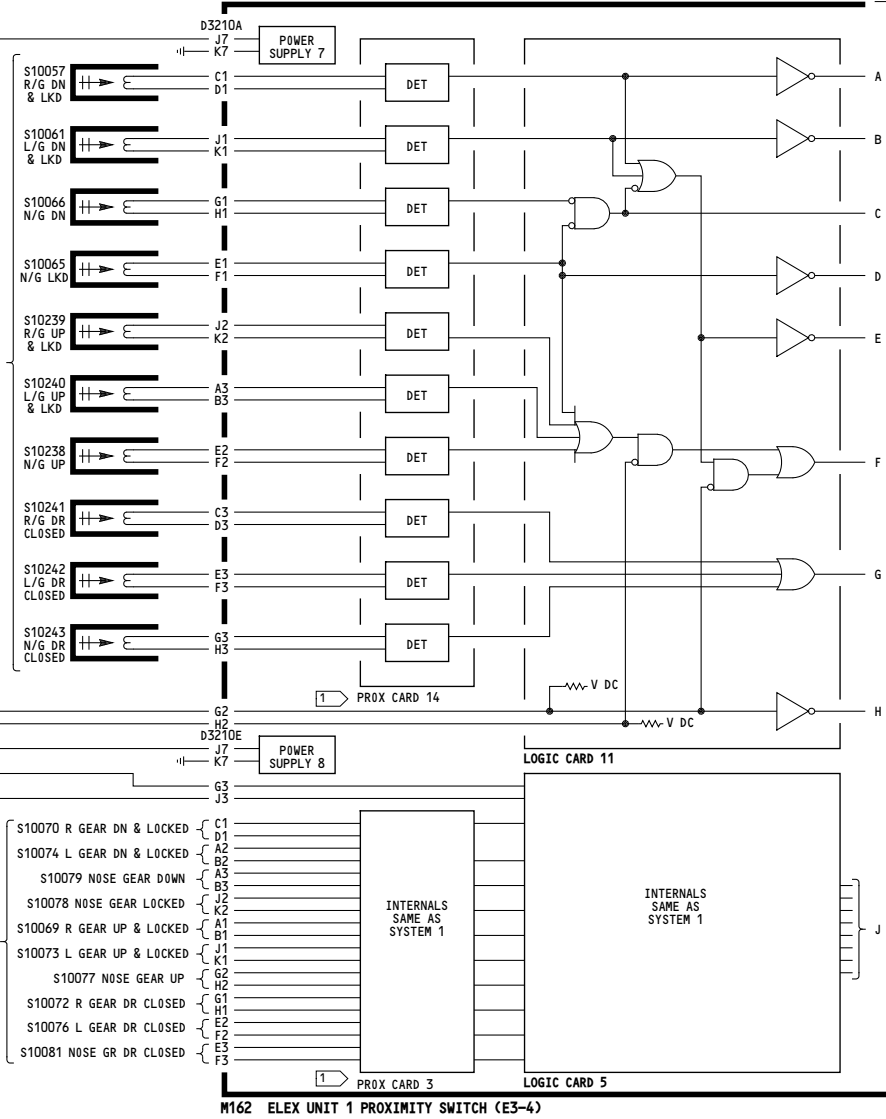 D3210A
J7
K7
POWER
SUPPLY 7
S10057
R/G DN
& LKD
C1
D1
DET
A
S10061
L/G DN
& LKD
J1
K1
DET
B
S10066
N/G DN
G1
H1
DET
C
S10065
N/G LKD
E1
F1
DET
D
S10239
R/G UP
& LKD
J2
K2
DET
E
S10240
L/G UP
& LKD
A3
B3
DET
S10238
N/G UP
E2
F2
DET
F
S10241
R/G DR
CLOSED
C3
D3
DET
S10242
L/G DR
CLOSED
E3
F3
DET
G
S10243
N/G DR
CLOSED
G3
H3
DET
1
PROX CARD 14
V DC
G2
H
H2
V DC
D3210E
J7
K7
POWER
SUPPLY 8
LOGIC CARD 11
G3
J3
S10070 R GEAR DN & LOCKED
C1
D1
S10074 L GEAR DN & LOCKED
A2
B2
S10079 NOSE GEAR DOWN
A3
B3
S10078 NOSE GEAR LOCKED
J2
K2
S10069 R GEAR UP & LOCKED
A1
B1
S10073 L GEAR UP & LOCKED
J1
K1
S10077 NOSE GEAR UP
G2
H2
S10072 R GEAR DR CLOSED
G1
H1
S10076 L GEAR DR CLOSED
E2
F2
S10081 NOSE GR DR CLOSED
E3
F3
INTERNALS
SAME AS
SYSTEM 1
INTERNALS
SAME AS
SYSTEM 1
J
1
PROX CARD 3
LOGIC CARD 5
M162 ELEX UNIT 1 PROXIMITY SWITCH (E3-4)